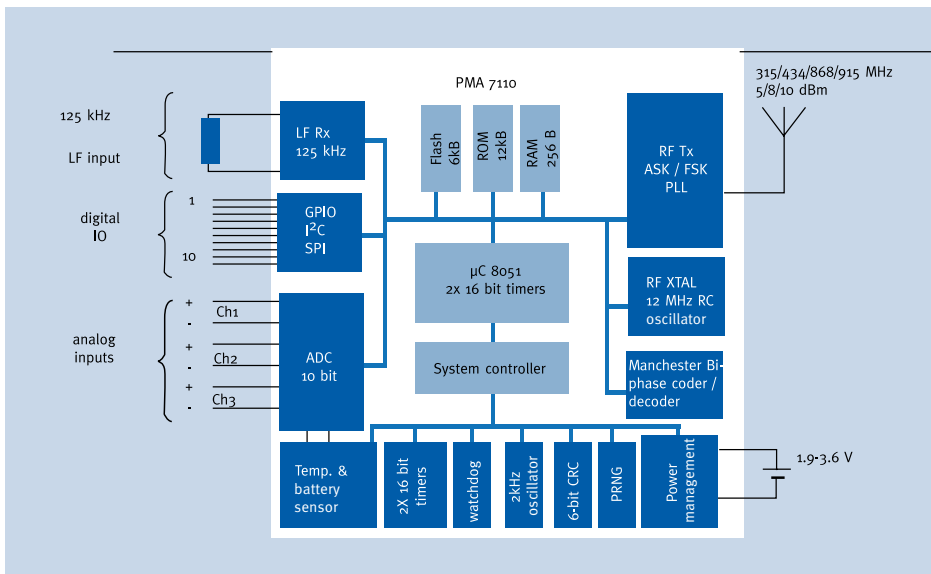 PMA 7110
315/434/868/915 MHz
5/8/10 dBm
125 kHz
LF input
LF Rx
125 kHz
Flash
6kB
ROM
12kB
RAM
256 B
RF Tx
ASK / FSK
PLL
digital
IO
1
10
GPIO
I²C
SPI
µC 8051
2x 16 bit timers
RF XTAL
12 MHz RC
oscillator
analog
inputs
+
-
Ch1
+
-
Ch2
+
-
Ch3
ADC
10 bit
System controller
Manchester Bi-
phase coder /
decoder
Temp. &
battery
sensor
2X 16 bit
timers
watchdog
2kHz
oscillator
6-bit CRC
PRNG
Power
management
1.9-3.6 V